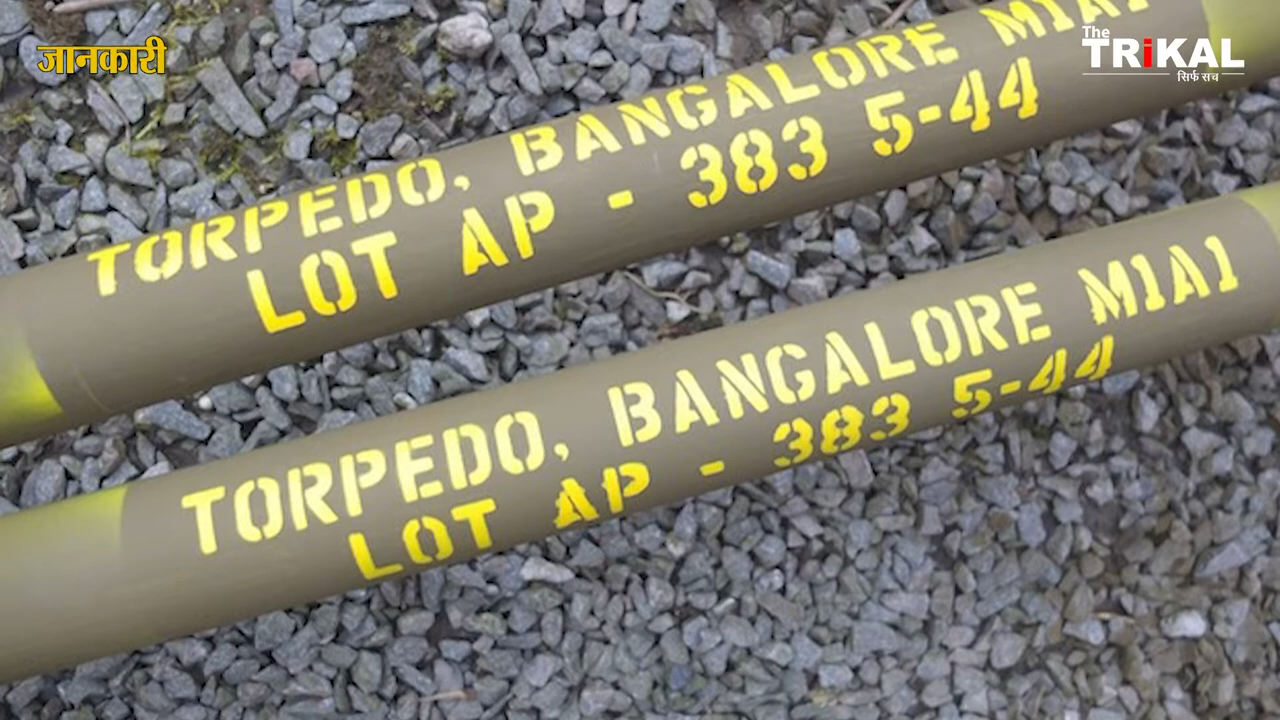 जानकारी
The
TRiKAL
सिर्फ सच
TORPEDO, BANGALORE M1A1
LOT AP - 383 5-44
TORPEDO, BANGALORE M1A1
LOT AP - 383 5-44